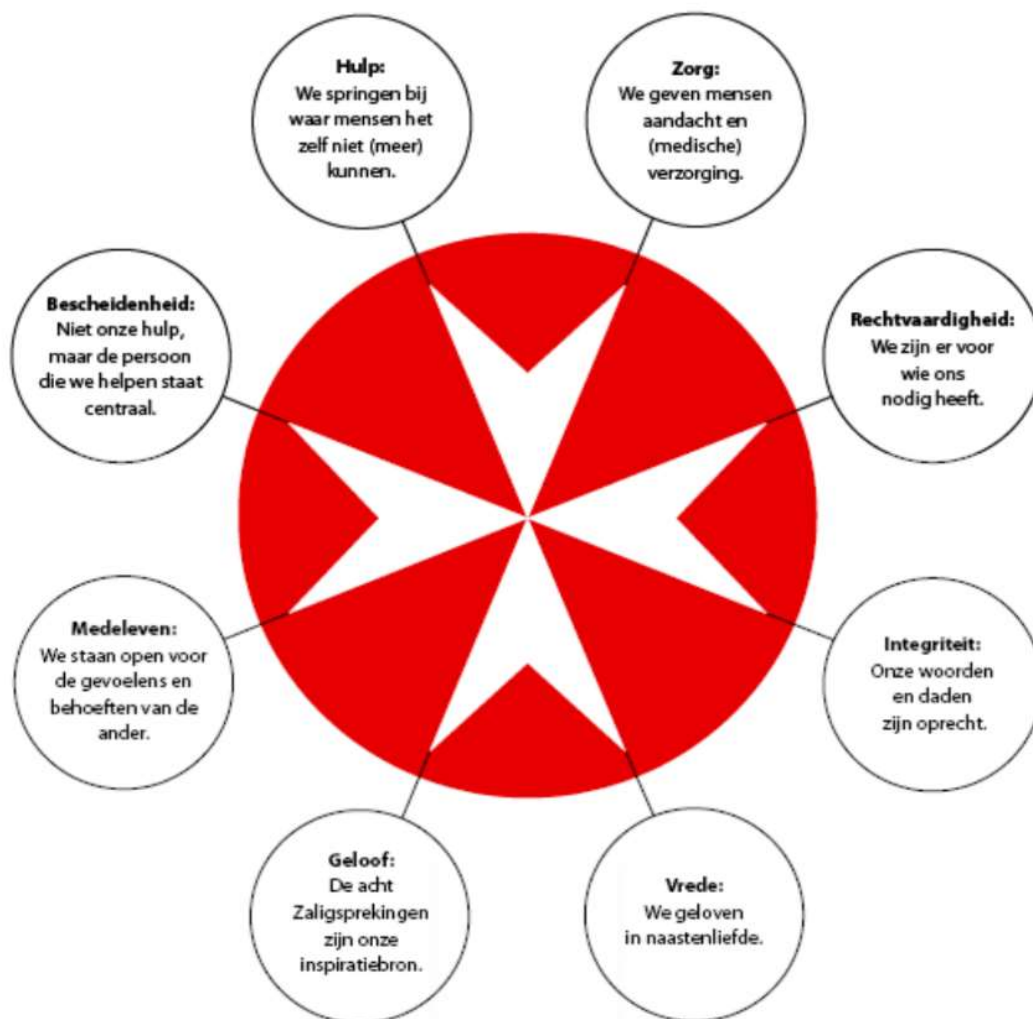 Hulp:
We springen bij
waar mensen het
zelf niet (meer)
kunnen.
Zorg:
We geven mensen
aandacht en
(medische)
verzorging.
Bescheidenheid:
Niet onze hulp,
maar de persoon
die we helpen staat
centraal.
Rechtvaardigheid:
We zijn er voor
wie ons
nodig heeft.
Medeleven:
We staan open voor
de gevoelens en
behoeften van de
ander.
Integriteit:
Onze woorden
en daden
zijn oprecht.
Geloof:
De acht
Zaligsprekingen
zijn onze
inspiratiebron.
Vrede:
We geloven
in naastenliefde.